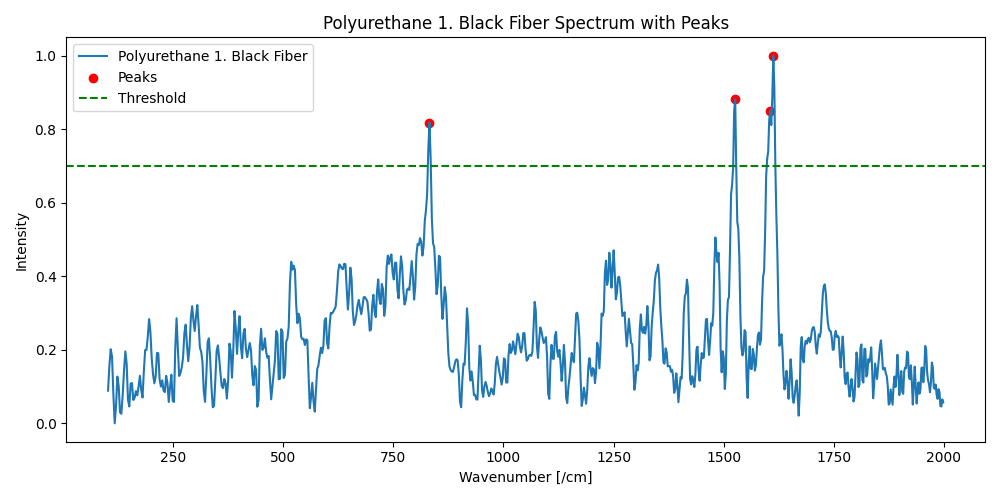 Polyurethane 1. Black Fiber Spectrum with Peaks
Polyurethane 1. Black Fiber
Peaks
Threshold
Intensity
1.0
0.8
0.6
0.4
0.2
0.0
250 500 750 1000 1250 1500 1750 2000
Wavenumber [/cm]